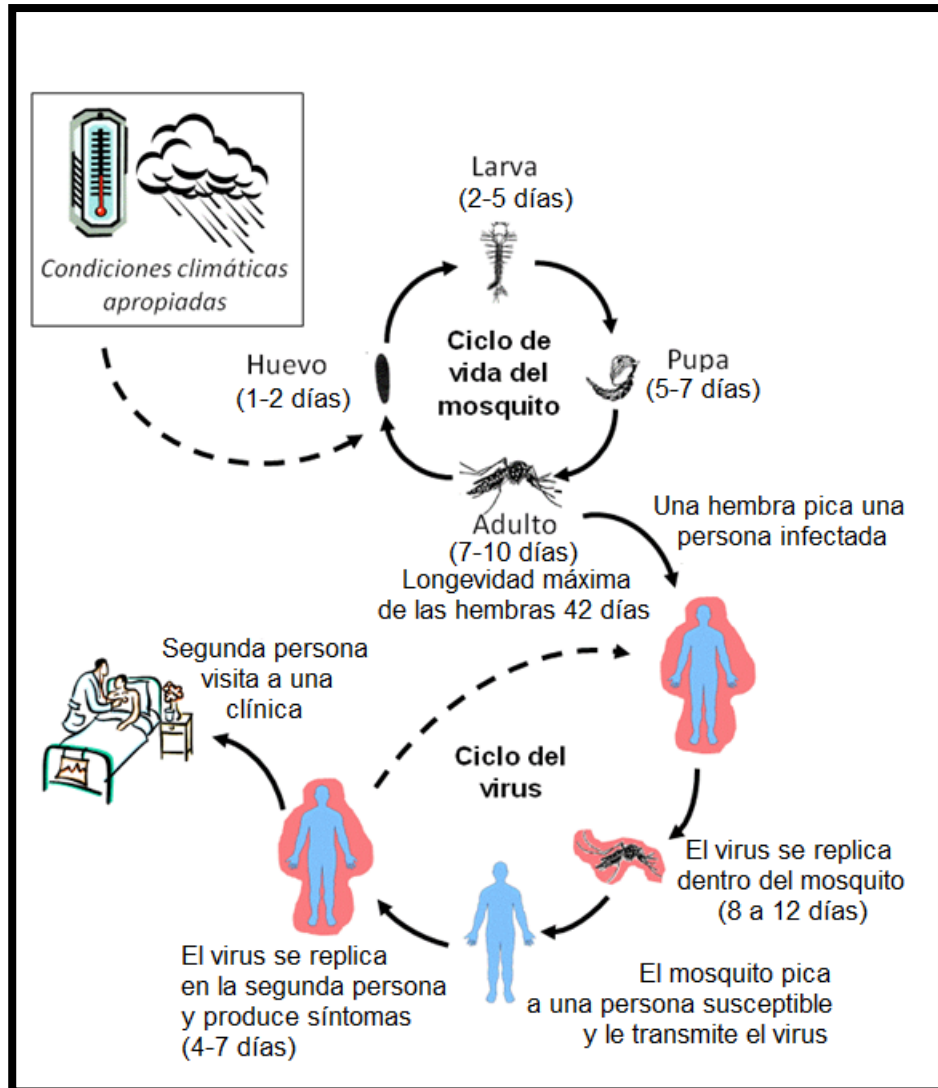 Condiciones climáticas
apropiadas
Larva
(2-5 días)
Huevo
(1-2 días)
Ciclo de
vida del
mosquito
Pupa
(5-7 días)
Adulto
(7-10 días)
Longevidad máxima
de las hembras 42 días
Una hembra pica una
persona infectada
Segunda persona
visita a una
clínica
Ciclo del
virus
El virus se replica
dentro del mosquito
(8 a 12 días)
El mosquito pica
a una persona susceptible
y le transmite el virus
El virus se replica
en la segunda persona
y produce síntomas
(4-7 días)